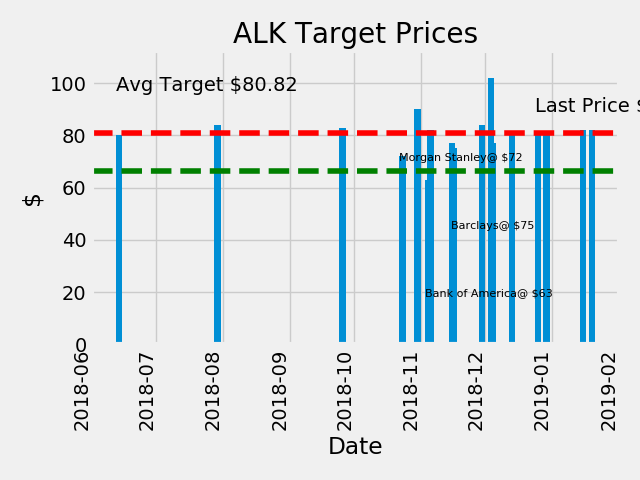 ALK Target Prices
Avg Target $80.82
Last Price $
100
80
60
40
20
0
$
Morgan Stanley@ $72
Barclays@ $75
Bank of America@ $63
2018-06
2018-07
2018-08
2018-09
2018-10
2018-11
2018-12
2019-01
2019-02
Date